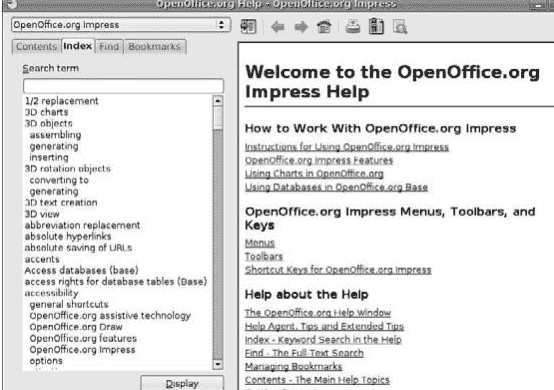 OpenOffice.org Help - OpenOffice.org Impress
OpenOffice.org Impress
Contents Index Find Bookmarks
Search term
1/2 replacement
3D charts
3D objects
assembling
generating
inserting
3D rotation objects
converting to
generating
3D text creation
3D view
abbreviation replacement
absolute hyperlinks
absolute saving of URLs
accents
Access databases (base)
access rights for database tables (Base)
accessibility
general shortcuts
OpenOffice.org assistive technology
OpenOffice.org Draw
OpenOffice.org features
OpenOffice.org Impress
options
Display
Welcome to the OpenOffice.org
Impress Help
How to Work With OpenOffice.org Impress
Instructions for Using OpenOffice.org Impress
OpenOffice.org Impress Features
Using Charts in OpenOffice.org
Using Databases in OpenOffice.org Base
OpenOffice.org Impress Menus, Toolbars, and
Keys
Menus
Toolbars
Shortcut Keys for OpenOffice.org Impress
Help about the Help
The OpenOffice.org Help Window
Help Agent, Tips and Extended Tips
Index - Keyword Search in the Help
Find - The Full-Text Search
Managing Bookmarks
Contents - The Main Help Topics